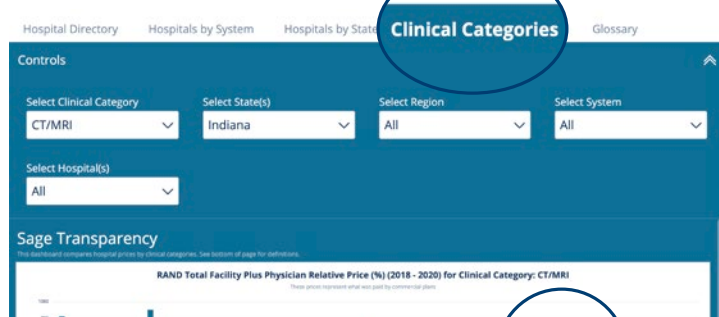 Hospital Directory Hospitals by System Hospitals by State Clinical Categories Glossary
Controls
Select Clinical Category Select State(s) Select Region Select System
CT/MRI Indiana All All
Select Hospital(s)
All
Sage Transparency
This dashboard compares hospital prices by clinical categories. See bottom of page for definitions.
RAND Total Facility Plus Physician Relative Price (%) (2018 - 2020) for Clinical Category: CT/MRI
These prices represent what was paid by commercial plans